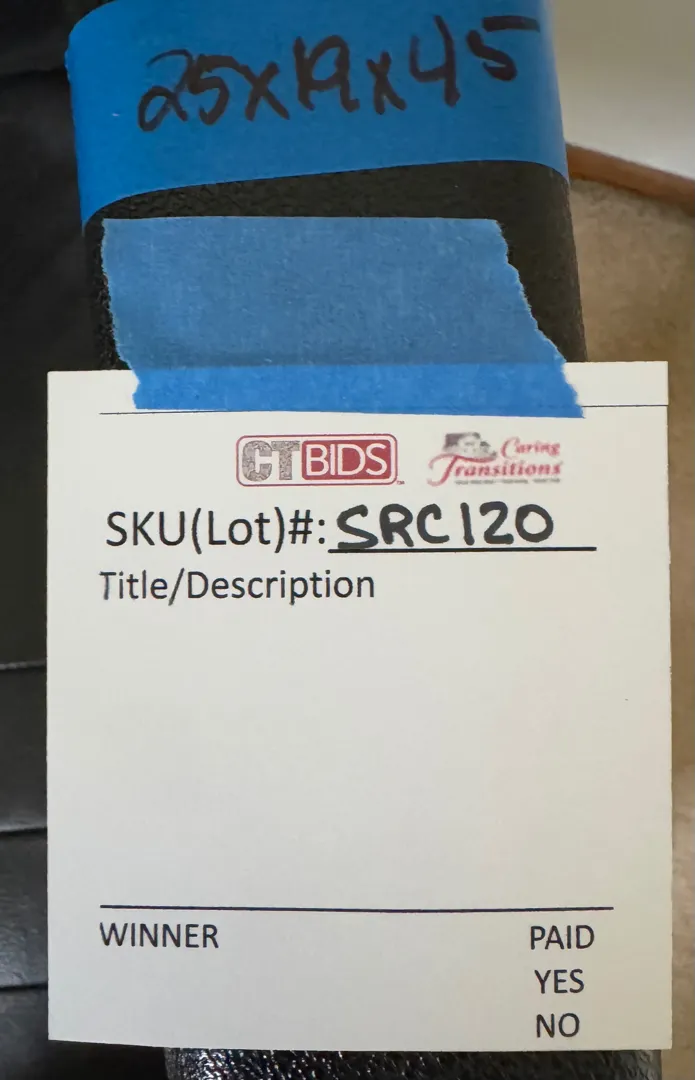 25x19x45
CTBIDS
Caring
Transitions
SKU(Lot)#: SRC120
Title/Description
WINNER PAID
YES
NO